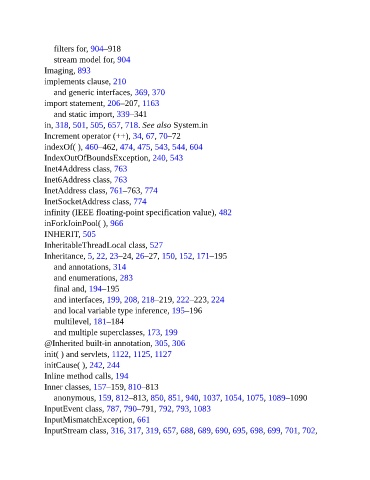 filters for, 904–918
stream model for, 904
Imaging, 893
implements clause, 210
and generic interfaces, 369, 370
import statement, 206–207, 1163
and static import, 339–341
in, 318, 501, 505, 657, 718. See also System.in
Increment operator (++), 34, 67, 70–72
indexOf( ), 460–462, 474, 475, 543, 544, 604
IndexOutOfBoundsException, 240, 543
Inet4Address class, 763
Inet6Address class, 763
InetAddress class, 761–763, 774
InetSocketAddress class, 774
infinity (IEEE floating-point specification value), 482
inForkJoinPool( ), 966
INHERIT, 505
InheritableThreadLocal class, 527
Inheritance, 5, 22, 23–24, 26–27, 150, 152, 171–195
and annotations, 314
and enumerations, 283
final and, 194–195
and interfaces, 199, 208, 218–219, 222–223, 224
and local variable type inference, 195–196
multilevel, 181–184
and multiple superclasses, 173, 199
@Inherited built-in annotation, 305, 306
init( ) and servlets, 1122, 1125, 1127
initCause( ), 242, 244
Inline method calls, 194
Inner classes, 157–159, 810–813
anonymous, 159, 812–813, 850, 851, 940, 1037, 1054, 1075, 1089–1090
InputEvent class, 787, 790–791, 792, 793, 1083
InputMismatchException, 661
InputStream class, 316, 317, 319, 657, 688, 689, 690, 695, 698, 699, 701, 702,